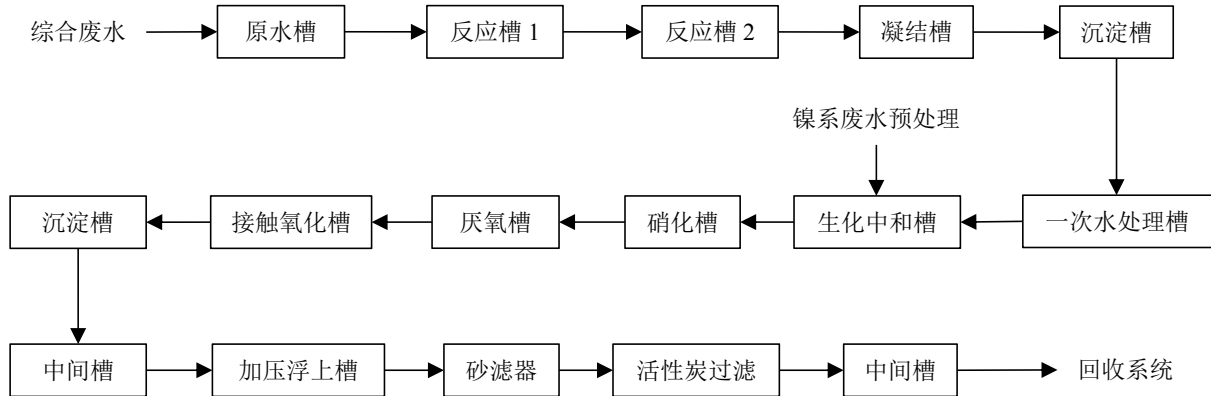 综合废水
原水槽
反应槽 1
反应槽 2
凝结槽
沉淀槽
镍系废水预处理
沉淀槽
接触氧化槽
厌氧槽
硝化槽
生化中和槽
一次水处理槽
中间槽
加压浮上槽
砂滤器
活性炭过滤
中间槽
回收系统